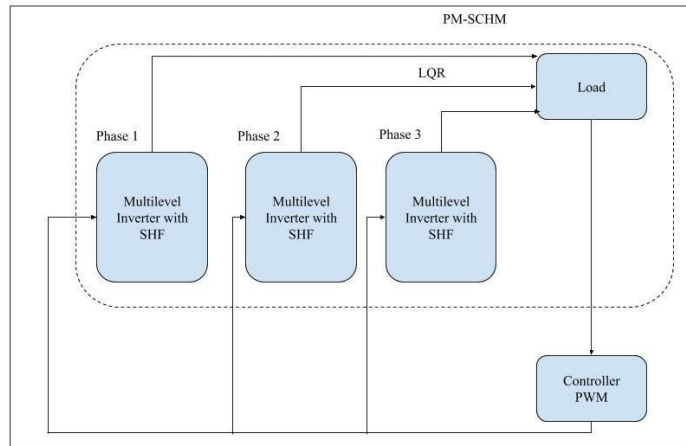 PM-SCHM
LQR
Load
Phase 1
Phase 2
Phase 3
Multilevel
Inverter with
SHF
Multilevel
Inverter with
SHF
Multilevel
Inverter with
SHF
Controller
PWM